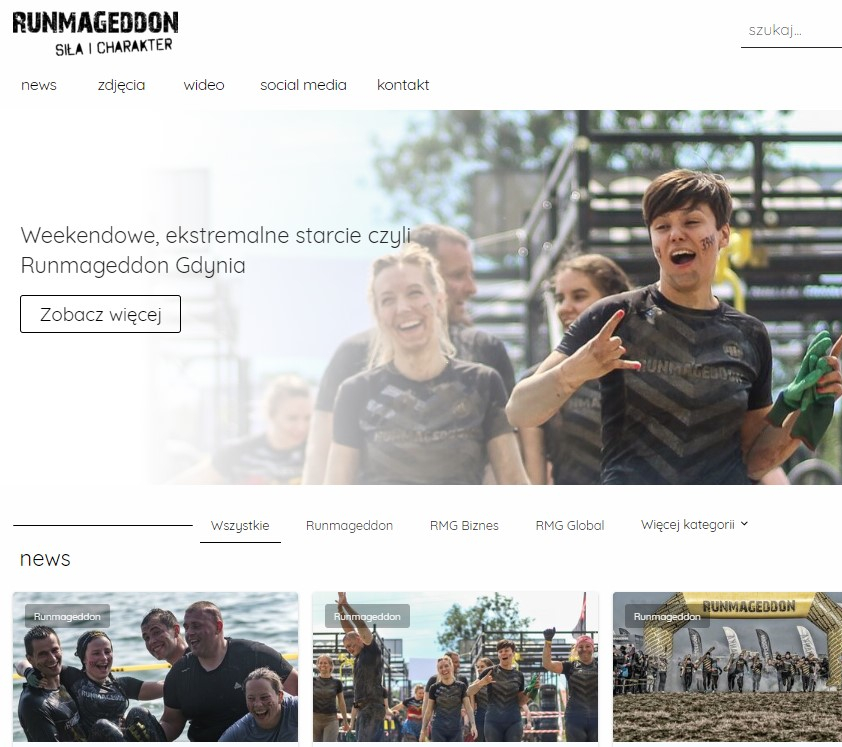 RUNMAGEDDON
SIŁA I CHARAKTER
szukaj...
news
zdjęcia
wideo
social media
kontakt
Weekendowe, ekstremalne starcie czyli
Runmageddon Gdynia
Zobacz więcej
RUNMAGEDDON
Wszystkie
Runmageddon
RMG Biznes
RMG Global
Więcej kategorii
news
Runmageddon
Runmageddon
Runmageddon
RUNMAGEDDON